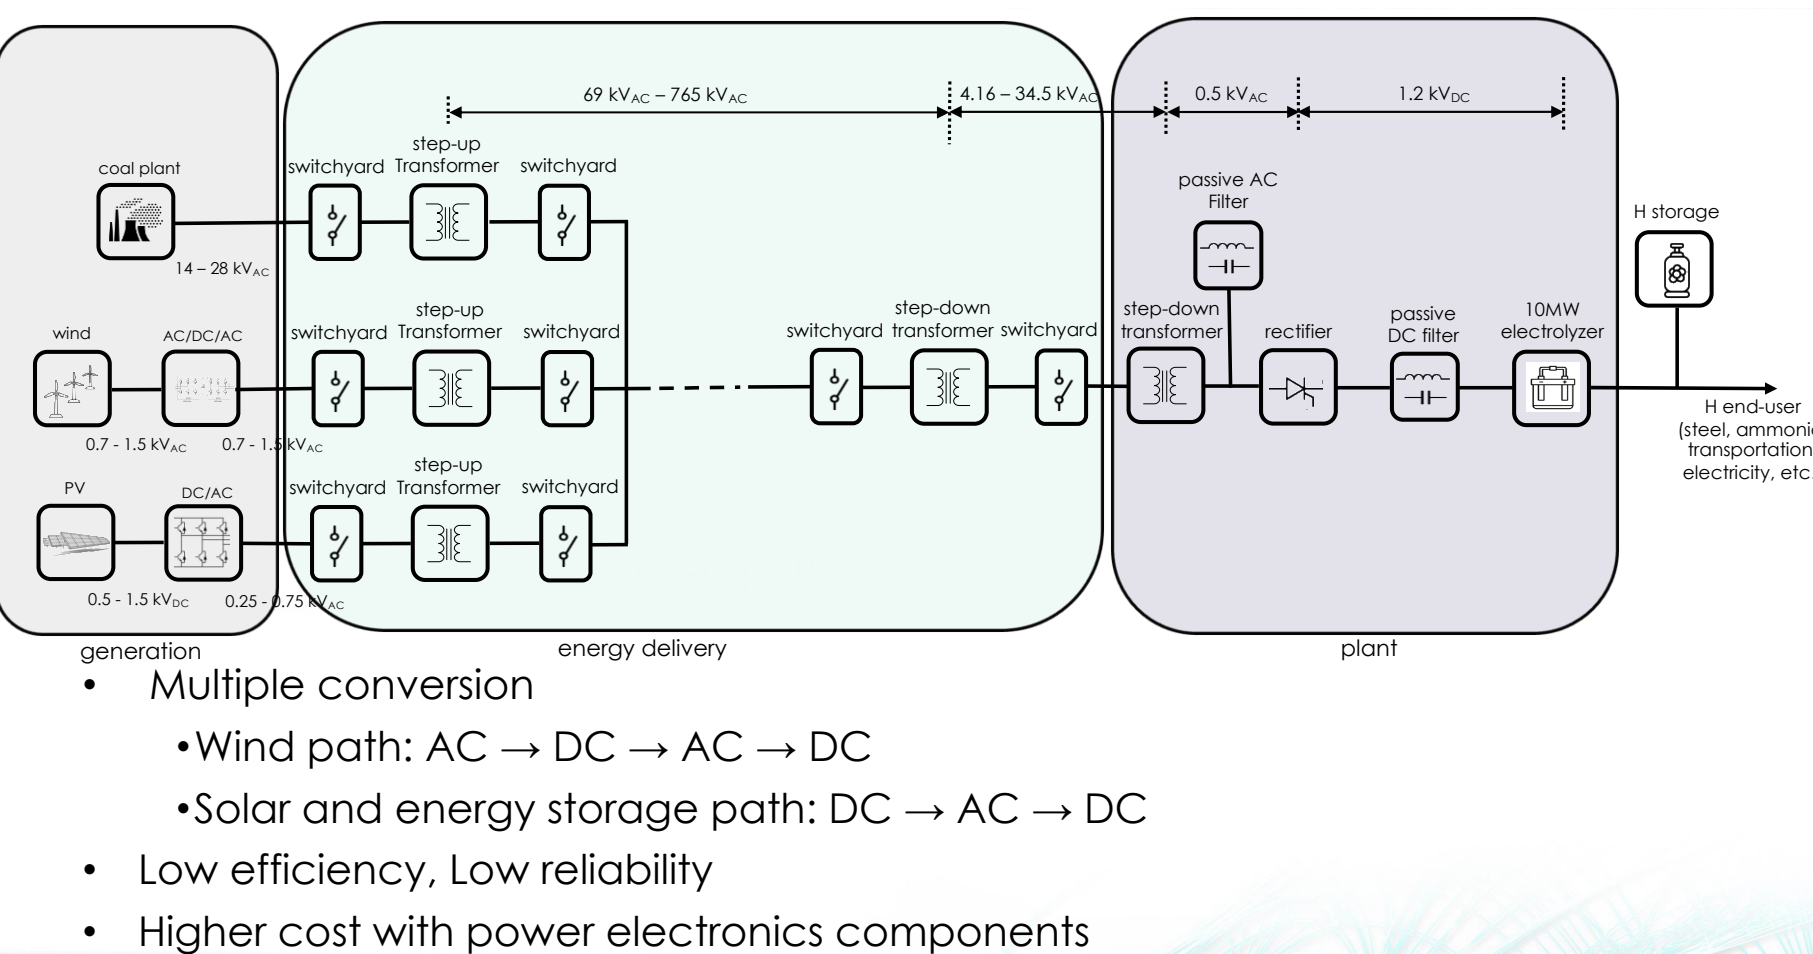 69 kVAC – 765 kVAC
4.16 – 34.5 kVAC
0.5 kVAC
1.2 kVDC
coal plant
switchyard
step-up
Transformer
switchyard
14 – 28 kVAC
passive AC
Filter
H storage
wind
AC/DC/AC
switchyard
step-up
Transformer
switchyard
switchyard
step-down
transformer
switchyard
step-down
transformer
rectifier
passive
DC filter
10MW
electrolyzer
0.7 - 1.5 kVAC
0.7 - 1.5 kVAC
H end-user
(steel, ammoni
transportation
electricity, etc.
PV
DC/AC
switchyard
step-up
Transformer
switchyard
0.5 - 1.5 kVDC
0.25 - 0.75 kVAC
generation
energy delivery
plant
• Multiple conversion
•Wind path: AC → DC → AC → DC
•Solar and energy storage path: DC → AC → DC
• Low efficiency, Low reliability
• Higher cost with power electronics components